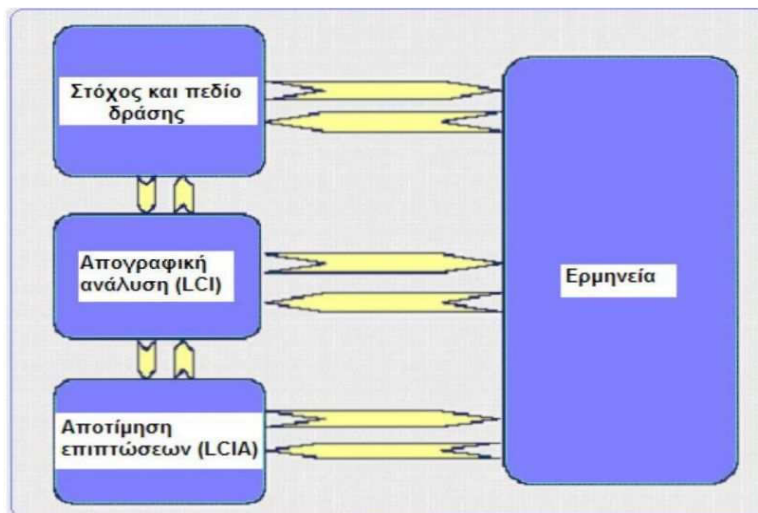 Στόχος και πεδίο
δράσης
Απογραφική
ανάλυση (LCI)
Αποτίμηση
επιπτώσεων (LCIA)
Ερμηνεία